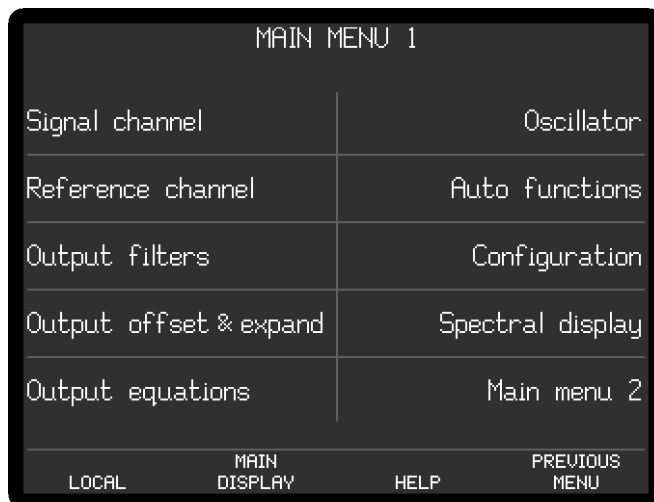 MAIN MENU 1
Signal channel
Oscillator
Reference channel
Auto functions
Output filters
Configuration
Output offset & expand
Spectral display
Output equations
Main menu 2
LOCAL
MAIN
DISPLAY
HELP
PREVIOUS
MENU